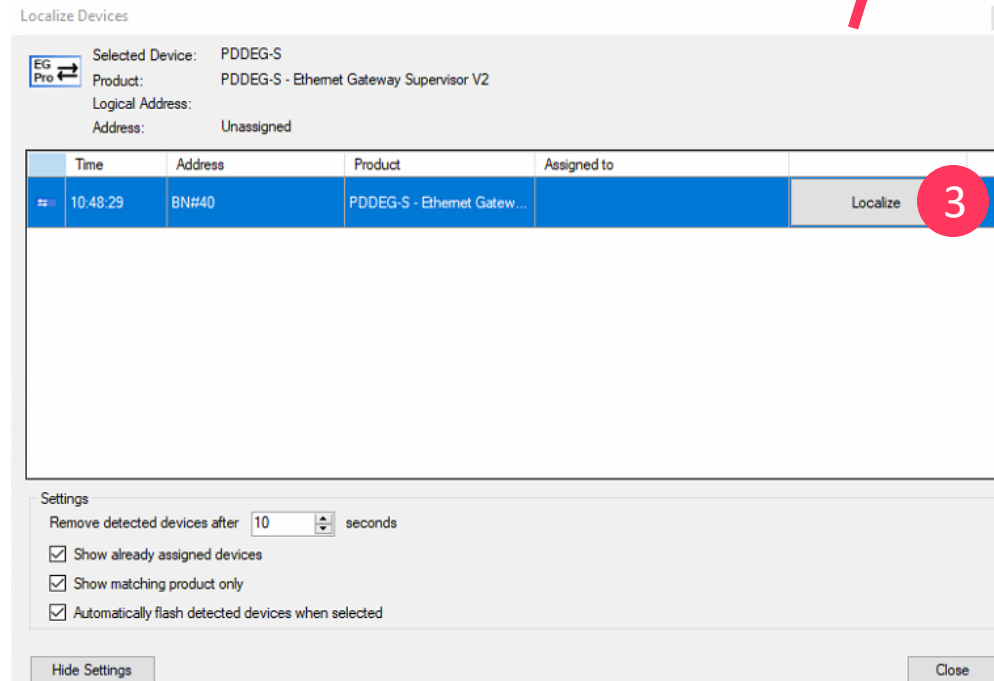 Localize Devices
EG Pro
Selected Device: PDDEG-S
Product: PDDEG-S - Ethernet Gateway Supervisor V2
Logical Address:
Address: Unassigned
Time Address Product Assigned to
10:48:29 BN#40 PDDEG-S - Ethernet Gatew... Localize 3
Settings
Remove detected devices after 10 seconds
Show already assigned devices
Show matching product only
Automatically flash detected devices when selected
Hide Settings Close